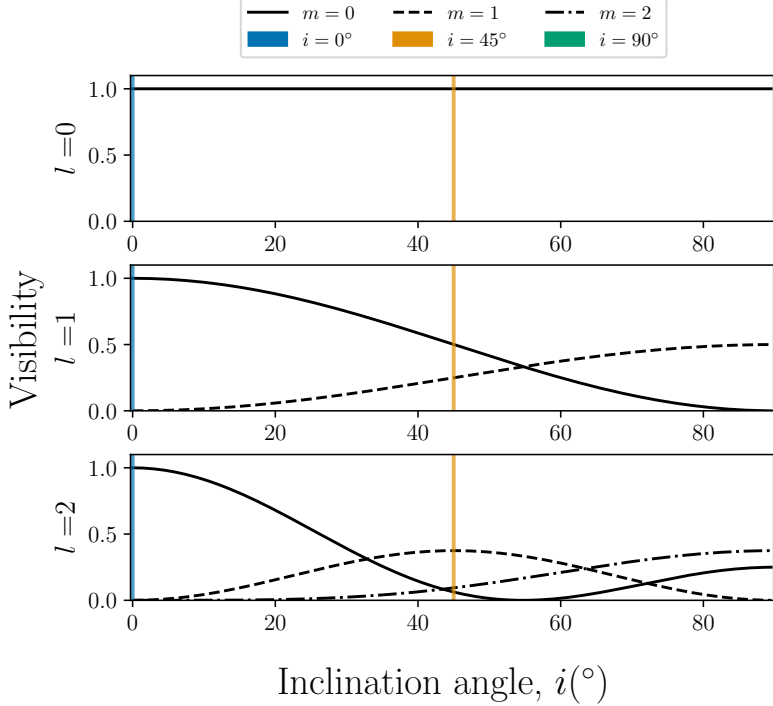 m = 0 m = 1 m = 2
i = 0° i = 45° i = 90°
1.0
0.5
0.0
0 20 40 60 80
l =0
1.0
0.5
0.0
0 20 40 60 80
l =1
Visibility
1.0
0.5
0.0
0 20 40 60 80
l =2
Inclination angle, i(°)